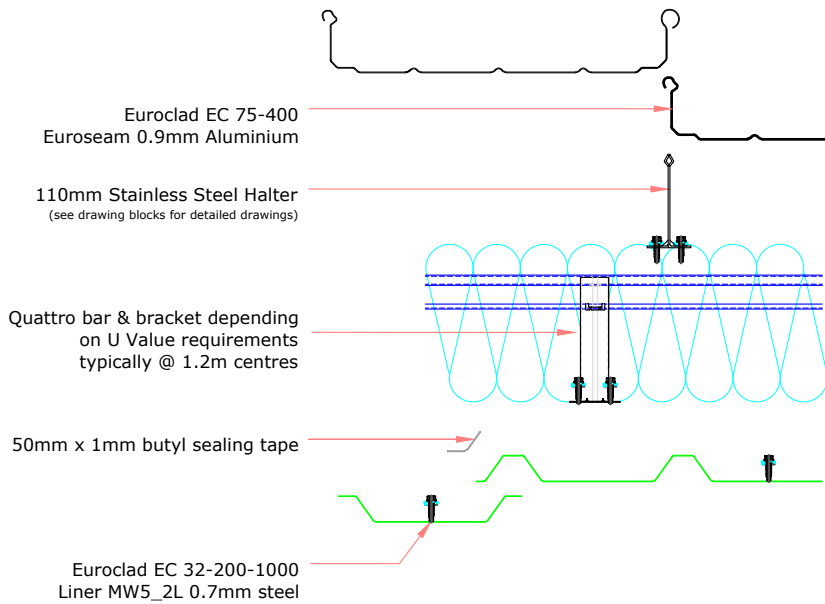 Euroclad EC 75-400
Euroseam 0.9mm Aluminium
110mm Stainless Steel Halter
(see drawing blocks for detailed drawings)
Quattro bar & bracket depending
on U Value requirements
typically @ 1.2m centres
50mm x 1mm butyl sealing tape
Euroclad EC 32-200-1000
Liner MW5_2L 0.7mm steel